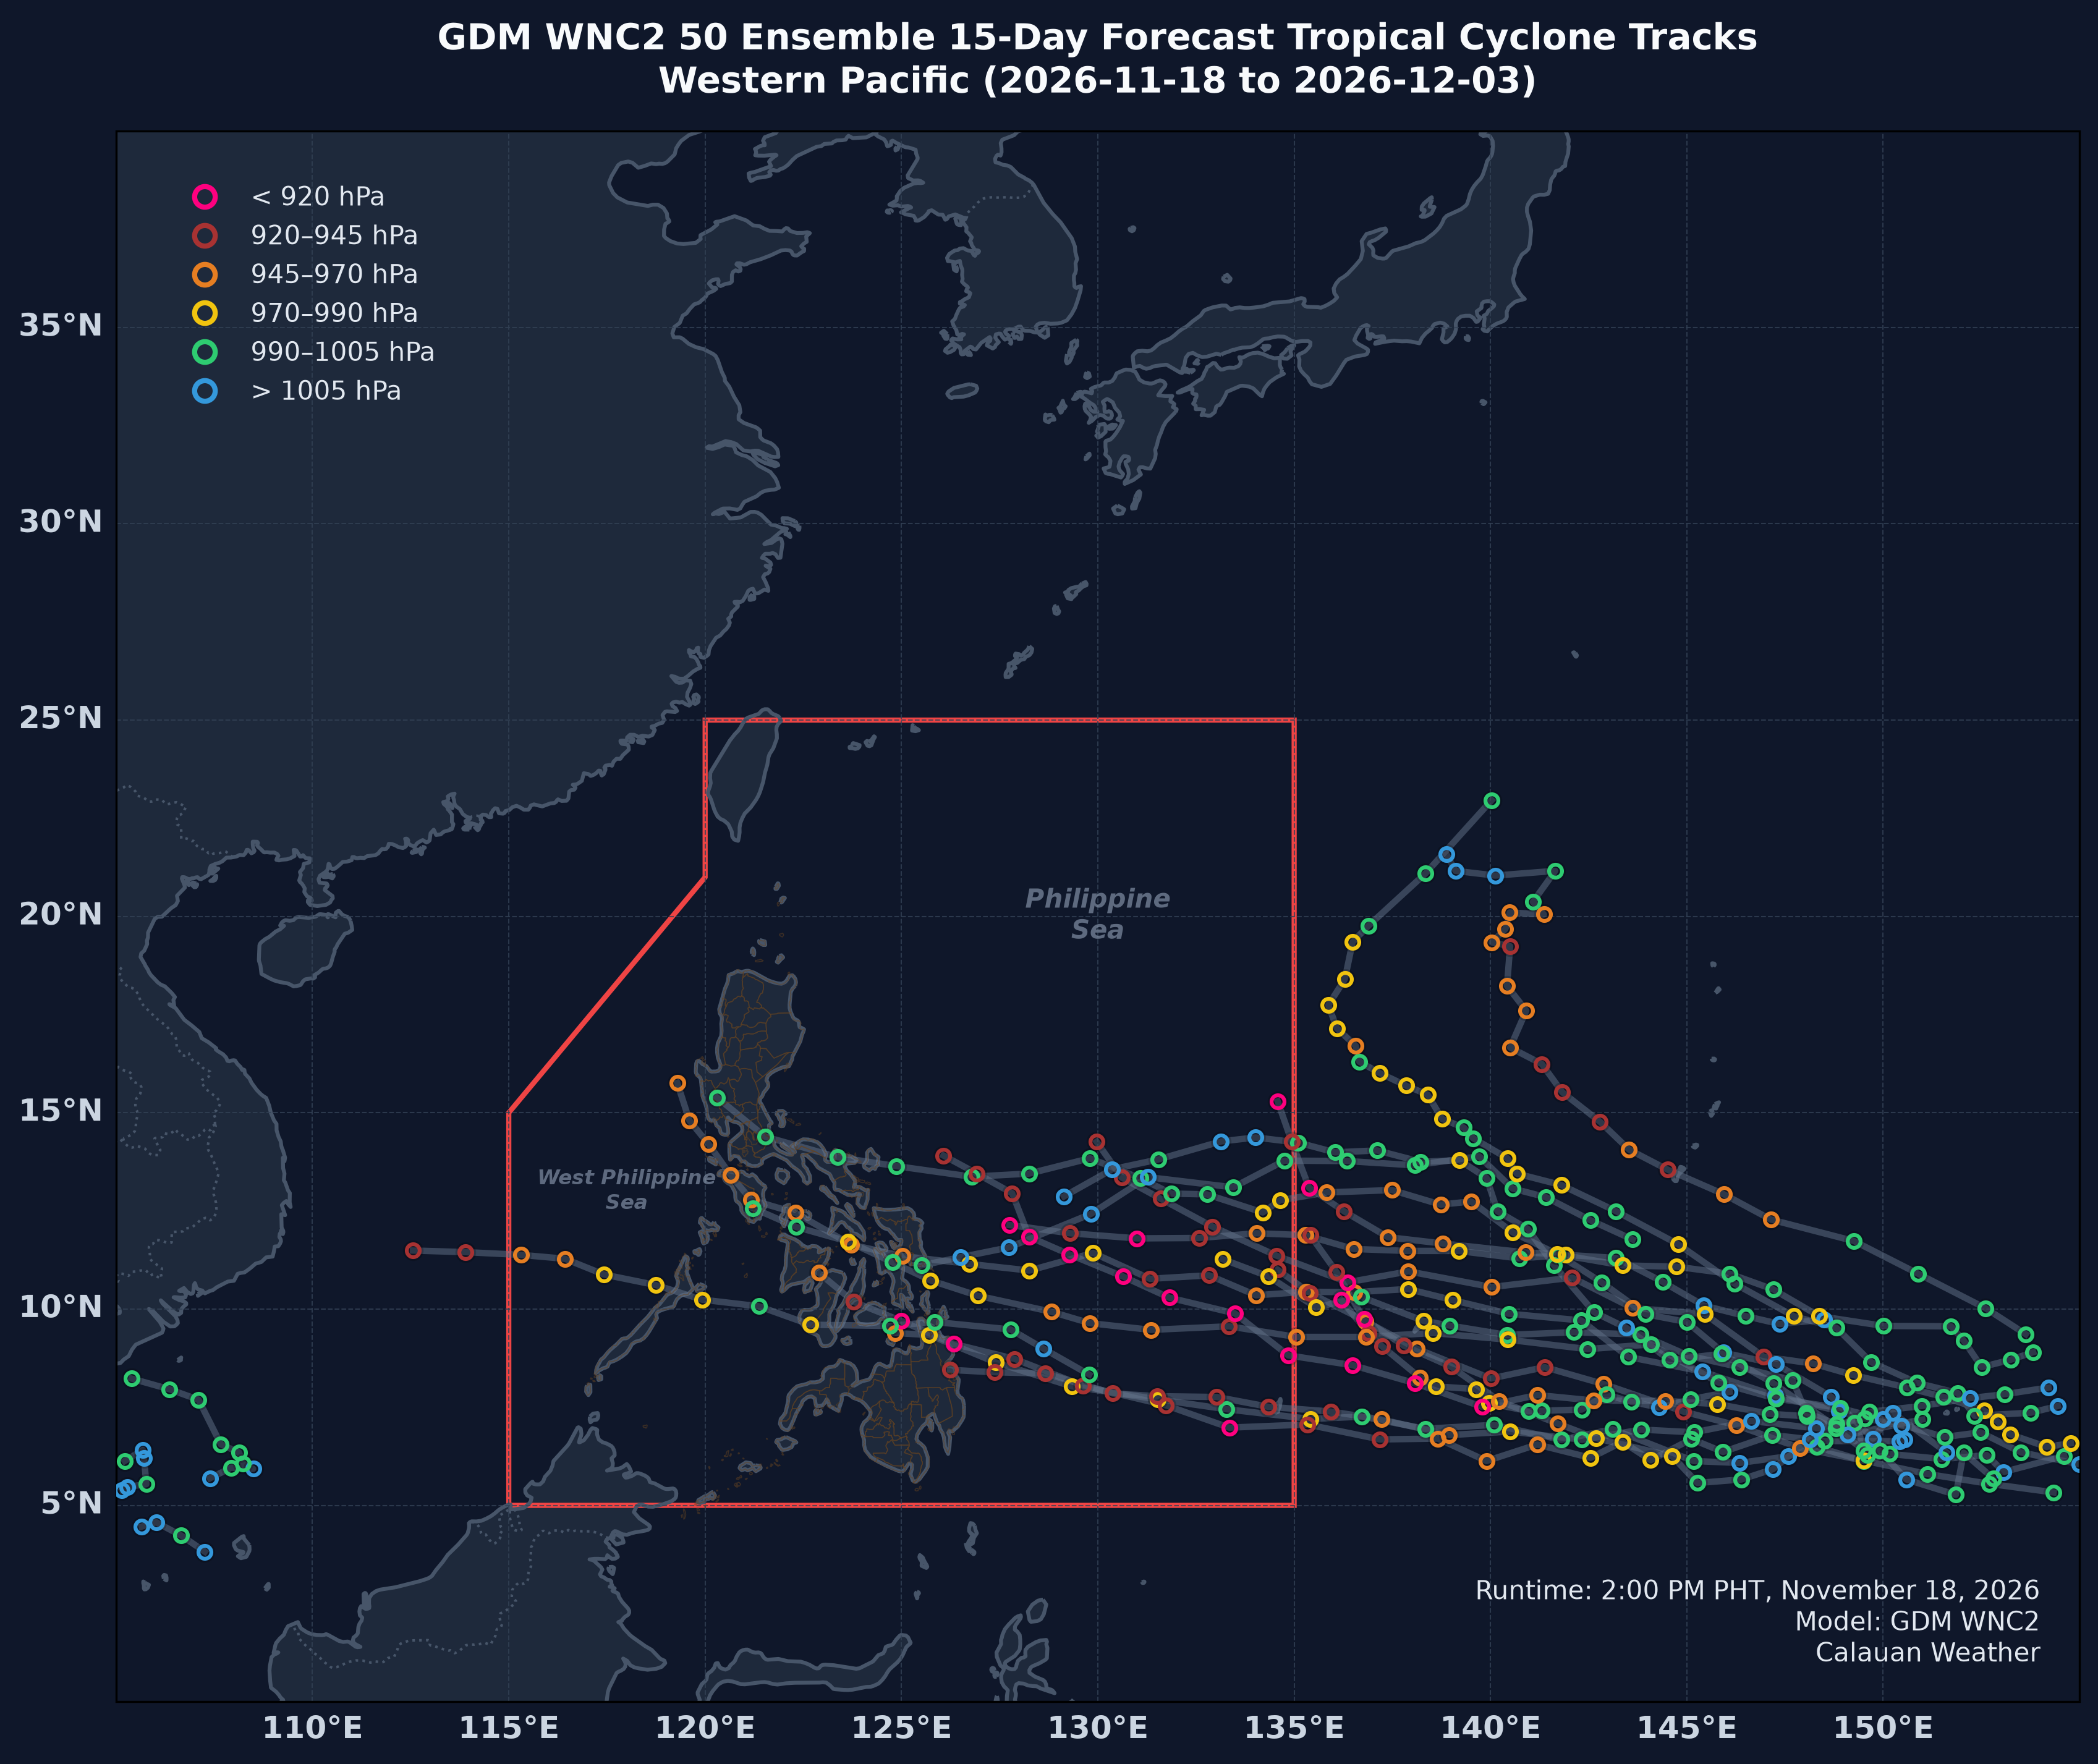 GDM WNC2 50 Ensemble 15-Day Forecast Tropical Cyclone Tracks
Western Pacific (2026-11-18 to 2026-12-03)
< 920 hPa
920–945 hPa
945–970 hPa
970–990 hPa
990–1005 hPa
> 1005 hPa
35°N
30°N
25°N
20°N
15°N
10°N
5°N
Philippine
Sea
West Philippine
Sea
Runtime: 2:00 PM PHT, November 18, 2026
Model: GDM WNC2
Calauan Weather
110°E
115°E
120°E
125°E
130°E
135°E
140°E
145°E
150°E